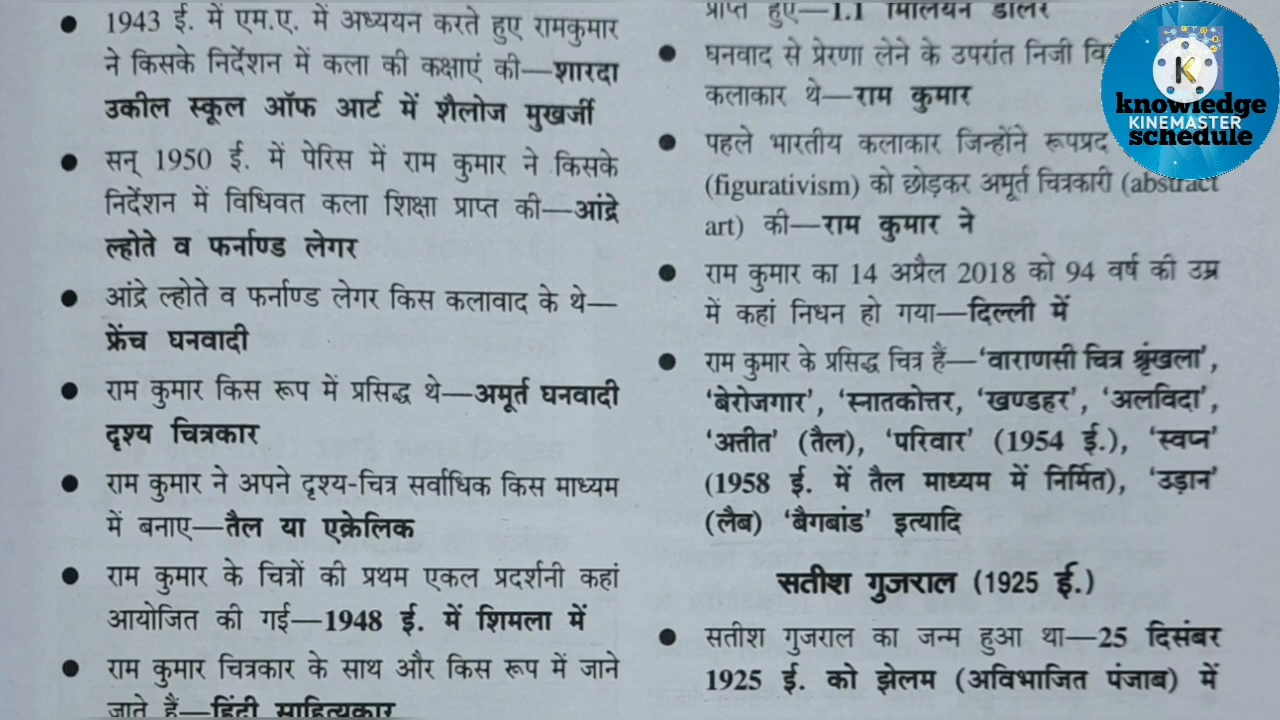 1943 ई. में एम.ए. में अध्ययन करते हुए रामकुमार
ने किसके निर्देशन में कला की कक्षाएं की—शारदा
उकील स्कूल ऑफ आर्ट में शैलोज मुखर्जी
सन् 1950 ई. में पेरिस में राम कुमार ने किसके
निर्देशन में विधिवत कला शिक्षा प्राप्त की—आंद्रे
ल्होते व फर्नाण्ड लेगर
आंद्रे ल्होते व फर्नाण्ड लेगर किस कलावाद के थे—
फ्रेंच घनवादी
राम कुमार किस रूप में प्रसिद्ध थे—अमूर्त घनवादी
दृश्य चित्रकार
राम कुमार ने अपने दृश्य-चित्र सर्वाधिक किस माध्यम
में बनाए—तैल या एक्रेलिक
राम कुमार के चित्रों की प्रथम एकल प्रदर्शनी कहां
आयोजित की गई—1948 ई. में शिमला में
राम कुमार चित्रकार के साथ और किस रूप में जाने
जाते हैं—हिंदी साहित्यकार
प्राप्त हुए—1.1 मिलियन डॉलर
घनवाद से प्रेरणा लेने के उपरांत निजी
कलाकार थे—राम कुमार
पहले भारतीय कलाकार जिन्होंने रूपप्रद
(figurativism) को छोड़कर अमूर्त चित्रकारी (abstract
art) की—राम कुमार ने
राम कुमार का 14 अप्रैल 2018 को 94 वर्ष की उम्र
में कहां निधन हो गया—दिल्ली में
राम कुमार के प्रसिद्ध चित्र हैं—‘वाराणसी चित्र श्रृंखला’,
‘बेरोजगार’, ‘स्नातकोत्तर, ‘खण्डहर’, ‘अलविदा’,
‘अतीत’ (तैल), ‘परिवार’ (1954 ई.), ‘स्वप्न’
(1958 ई. में तैल माध्यम में निर्मित), ‘उड़ान’
(लैब) ‘बैगबांड’ इत्यादि
सतीश गुजराल (1925 ई.)
सतीश गुजराल का जन्म हुआ था—25 दिसंबर
1925 ई. को झेलम (अविभाजित पंजाब) में
K
knowledge
KINEMASTER
schedule